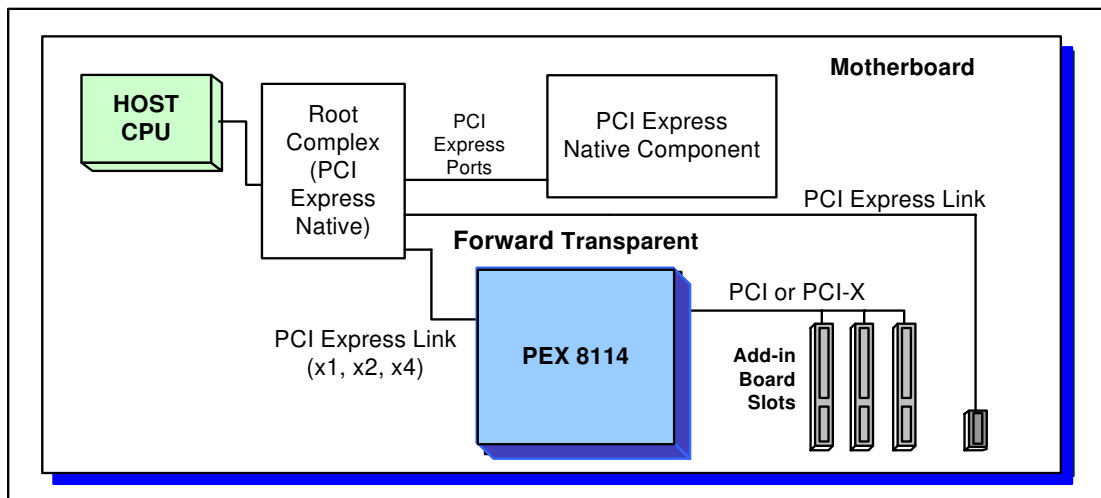 Motherboard
HOST
CPU
Root
Complex
(PCI
Express
Native)
PCI
Express
Ports
PCI Express
Native Component
PCI Express Link
Forward Transparent
PCI Express Link
(x1, x2, x4)
PEX 8114
PCI or PCI-X
Add-in
Board
Slots